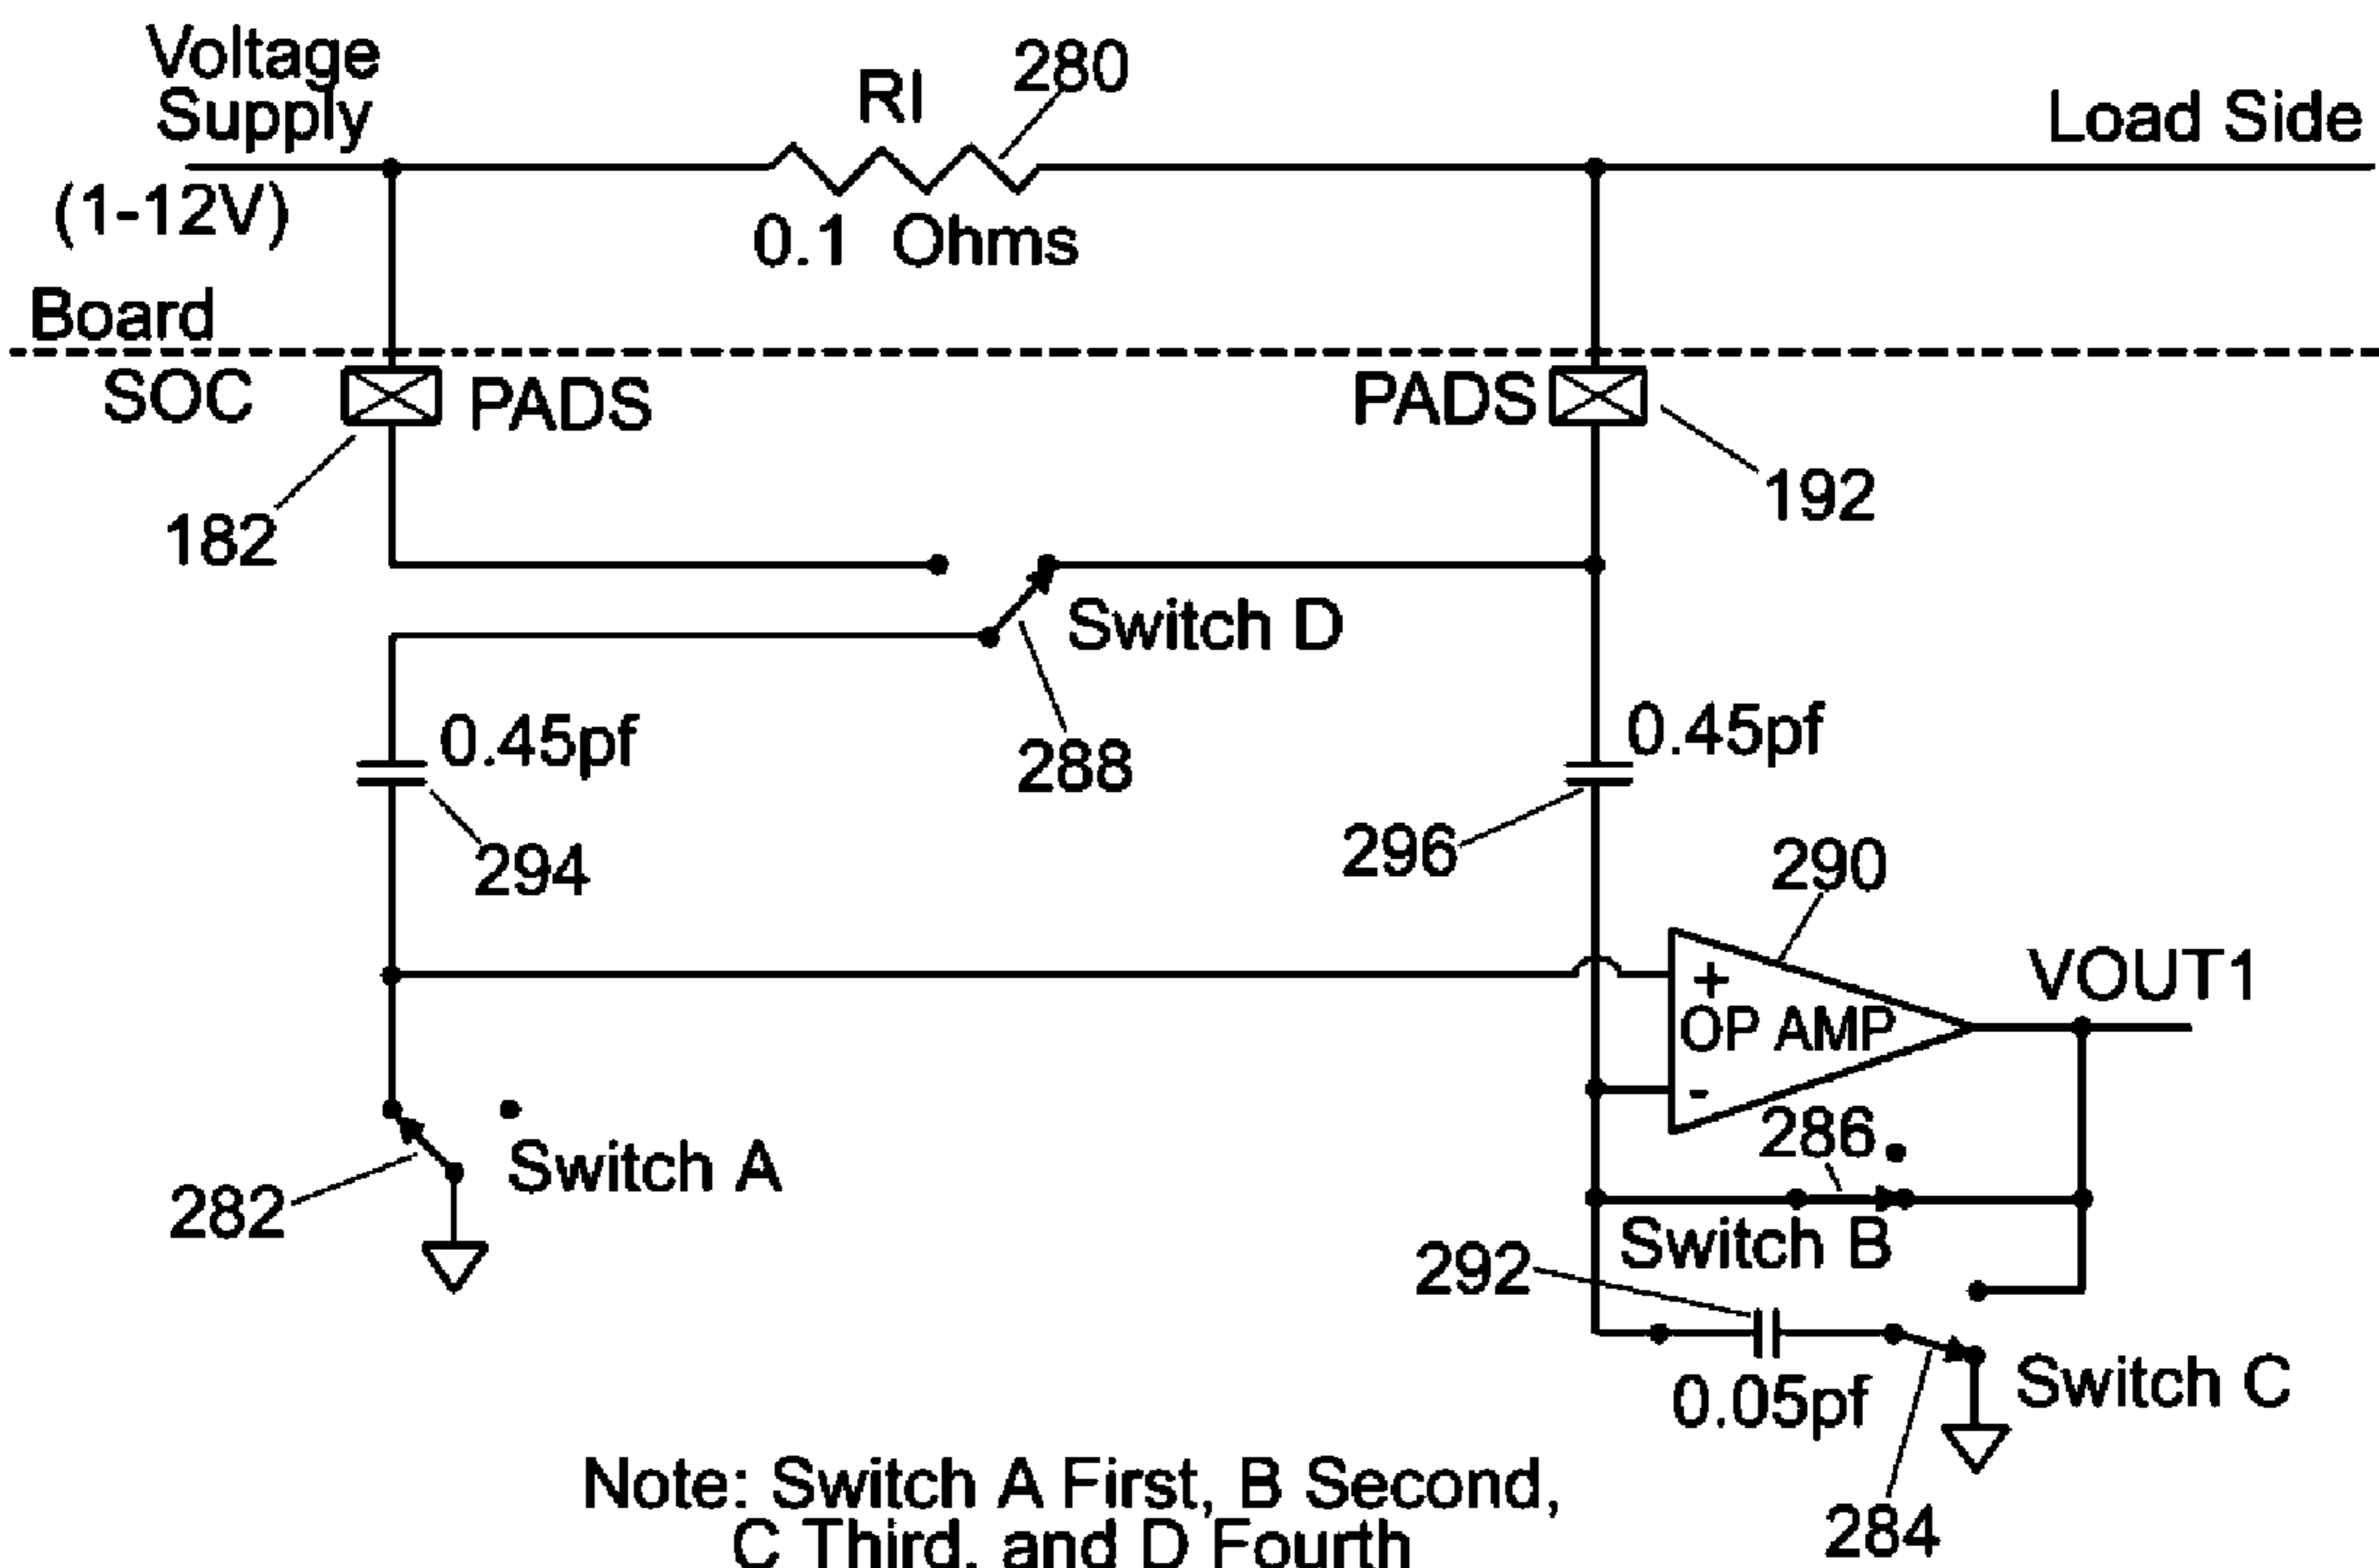 Voltage
Supply
(1-12V)
RI
280
0.1 Ohms
Load Side
Board
SOC
PADS
PADS
182
192
Switch D
288
0.45pf
294
0.45pf
296
290
+
OP AMP
-
VOUT1
286
Switch A
282
Switch B
292
0.05pf
Switch C
284
Note: Switch A First, B Second,
C Third, and D Fourth